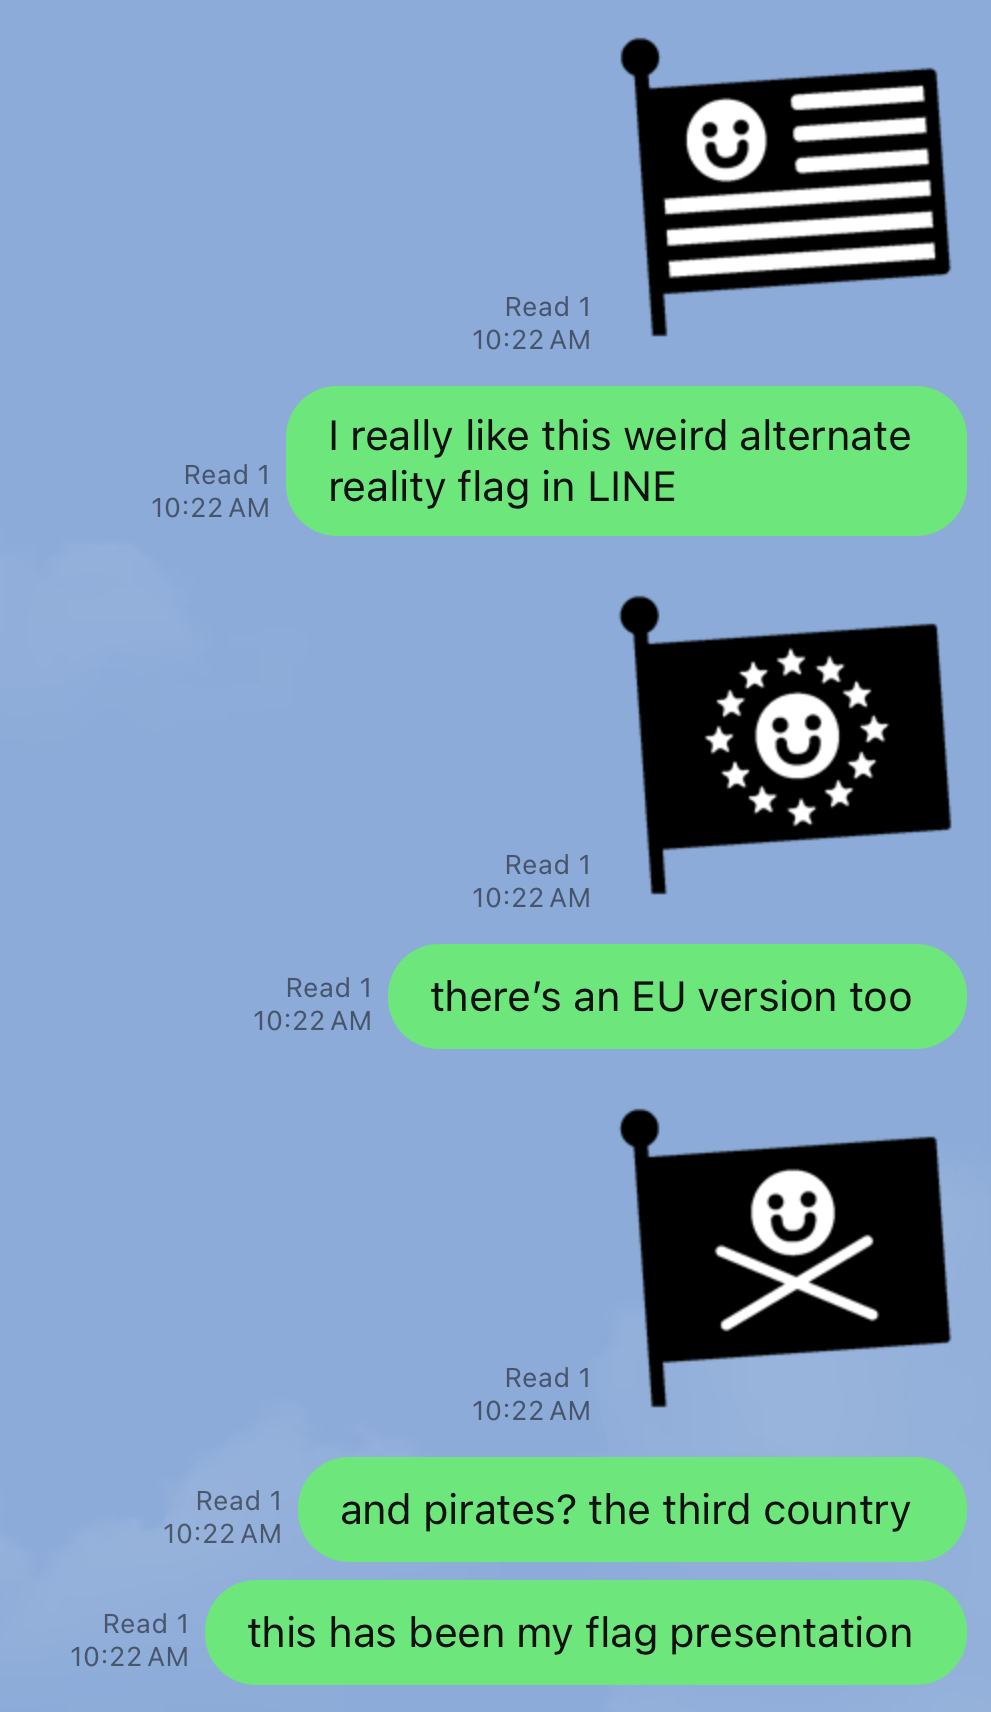 Read 1
10:22 AM
I really like this weird alternate
reality flag in LINE
Read 1
10:22 AM
Read 1
10:22 AM
there's an EU version too
Read 1
10:22 AM
Read 1
10:22 AM
and pirates? the third country
Read 1
10:22 AM
this has been my flag presentation
Read 1
10:22 AM